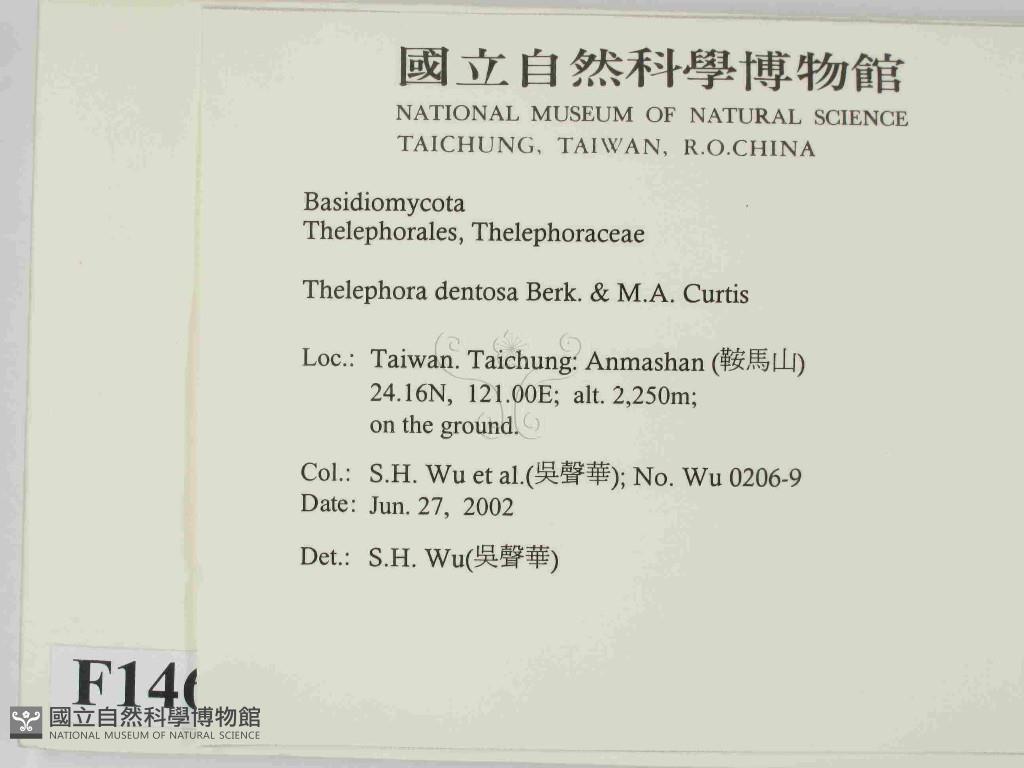 國立自然科學博物館
NATIONAL MUSEUM OF NATURAL SCIENCE
TAICHUNG, TAIWAN, R.O.CHINA
Basidiomycota
Thelephorales, Thelephoraceae
Thelephora dentosa Berk. & M.A. Curtis
Loc.: Taiwan. Taichung: Anmashan (鞍馬山)
24.16N, 121.00E; alt. 2,250m;
on the ground.
Col.: S.H. Wu et al.(吳聲華); No. Wu 0206-9
Date: Jun. 27, 2002
Det.: S.H. Wu(吳聲華)
F146
國立自然科學博物館
NATIONAL MUSEUM OF NATURAL SCIENCE